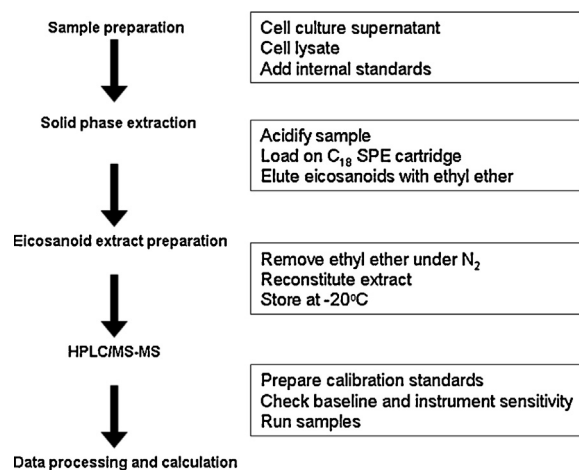 Sample preparation
Cell culture supernatant
Cell lysate
Add internal standards
Solid phase extraction
Acidify sample
Load on C18 SPE cartridge
Elute eicosanoids with ethyl ether
Eicosanoid extract preparation
Remove ethyl ether under N2
Reconstitute extract
Store at -20ºC
HPLC/MS-MS
Prepare calibration standards
Check baseline and instrument sensitivity
Run samples
Data processing and calculation